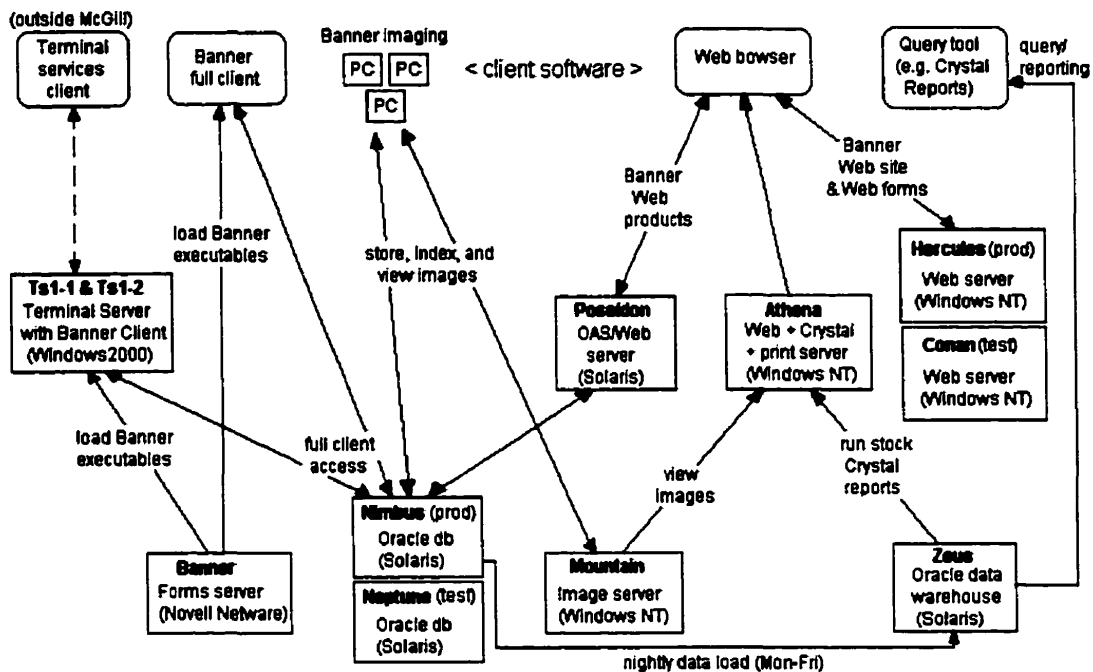 (outside McGill)
Terminal
services
client
Banner
full client
Banner imaging
PC
PC
PC
< client software >
Web bowser
Query tool
(e.g. Crystal
Reports)
query/
reporting
Banner
Web site
& Web forms
Banner
Web
products
load Banner
executables
store, index, and
view images
Ts1-1 & Ts1-2
Terminal Server
with Banner Client
(Windows2000)
Poseidon
OAS/Web
server
(Solaris)
Athena
Web + Crystal
+ print server
(Windows NT)
Hercules (prod)
Web server
(Windows NT)
Conan (test)
Web server
(Windows NT)
load Banner
executables
full client
access
view
images
run stock
Crystal
reports
Banner
Forms server
(Novell Netware)
Nimbus (prod)
Oracle db
(Solaris)
Neptune (test)
Oracle db
(Solaris)
Mountain
Image server
(Windows NT)
Zeus
Oracle data
warehouse
(Solaris)
nightly data load (Mon-Fri)